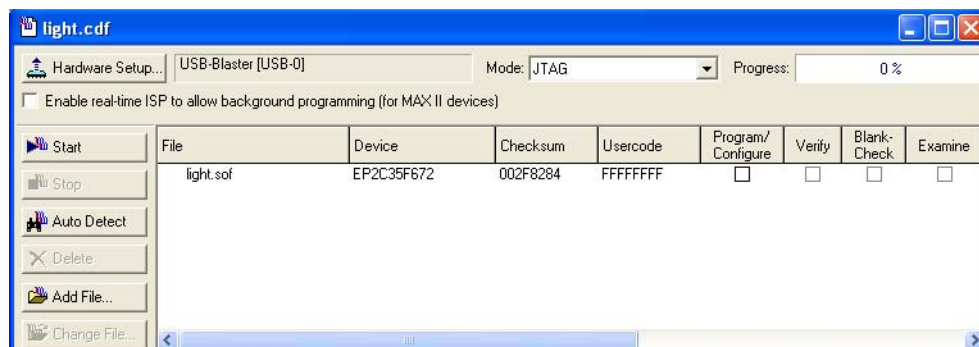 light.cdf
Hardware Setup... USB-Blaster [USB-0] Mode: JTAG Progress: 0 %
Enable real-time ISP to allow background programming (for MAX II devices)
Start
Stop
Auto Detect
Delete
Add File...
Change File...
File Device Checksum Usercode Program/ Configure Verify Blank- Check Examine
light.sof EP2C35F672 002F8284 FFFFFFFF